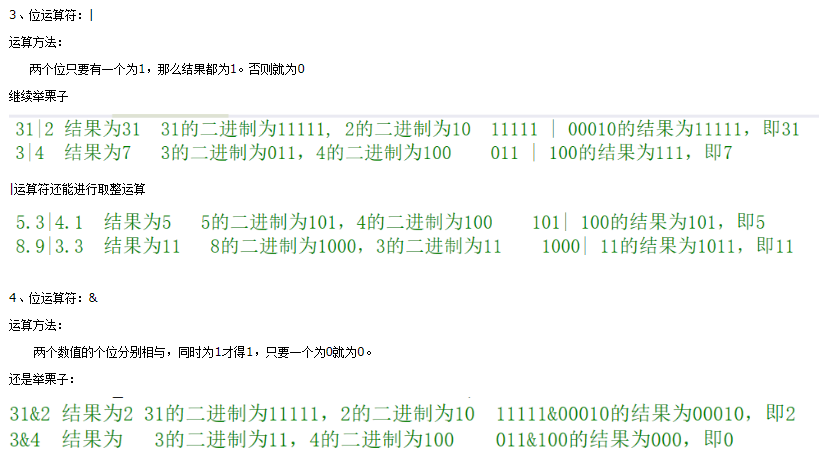 3、位运算符：|
运算方法：
两个位只要有一个为1，那么结果都为1。否则就为0
继续举栗子
31|2 结果为31 31的二进制为11111, 2的二进制为10 11111 | 00010的结果为11111，即31
3|4 结果为7 3的二进制为011，4的二进制为100 011 | 100的结果为111，即7
|运算符还能进行取整运算
5.3|4.1 结果为5 5的二进制为101，4的二进制为100 101| 100的结果为101，即5
8.9|3.3 结果为11 8的二进制为1000，3的二进制为11 1000| 11的结果为1011，即11
4、位运算符：&
运算方法：
两个数值的个位分别相与，同时为1才得1，只要一个为0就为0。
还是举栗子：
31&2 结果为2 31的二进制为11111，2的二进制为10 11111&00010的结果为00010，即2
3&4 结果为 3的二进制为11，4的二进制为100 011&100的结果为000，即0